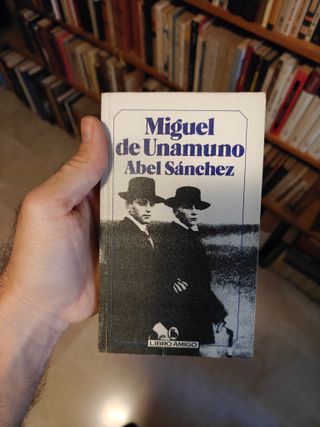 Miguel
de Unamuno
Abel Sánchez
LIBRO AMIGO